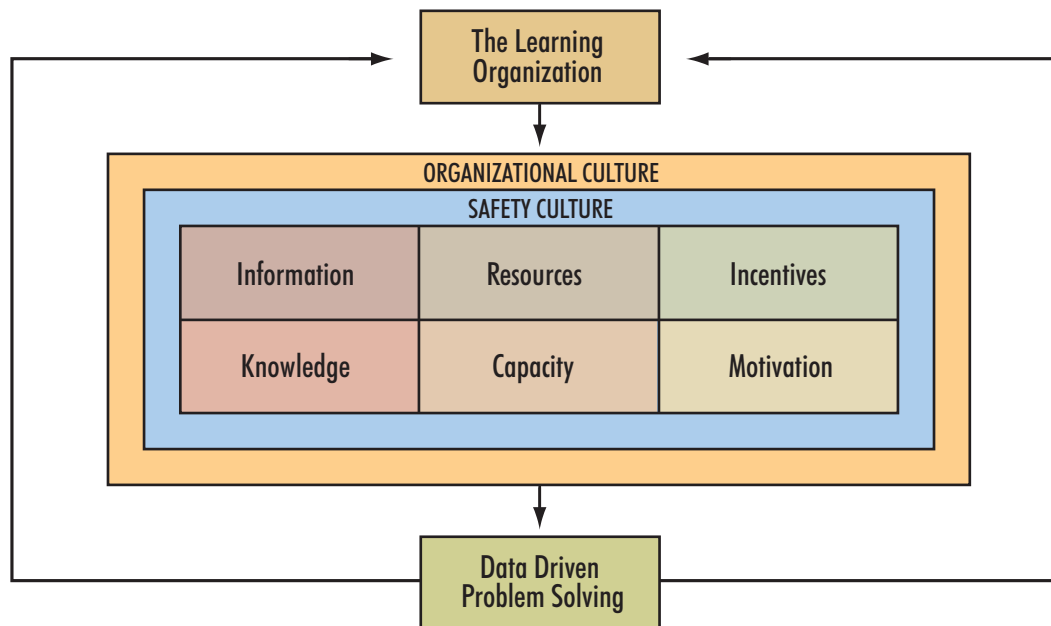 The Learning
Organization
ORGANIZATIONAL CULTURE
SAFETY CULTURE
Information
Resources
Incentives
Knowledge
Capacity
Motivation
Data Driven
Problem Solving